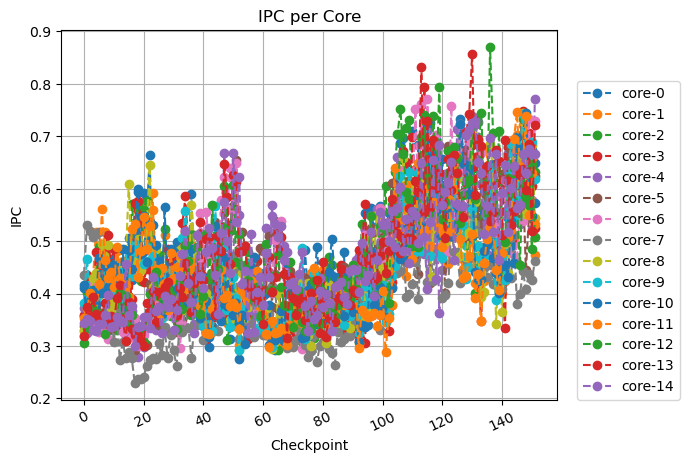 IPC per Core
IPC
0.9
0.8
0.7
0.6
0.5
0.4
0.3
0.2
0
20
40
60
80
100
120
140
Checkpoint
core-0
core-1
core-2
core-3
core-4
core-5
core-6
core-7
core-8
core-9
core-10
core-11
core-12
core-13
core-14